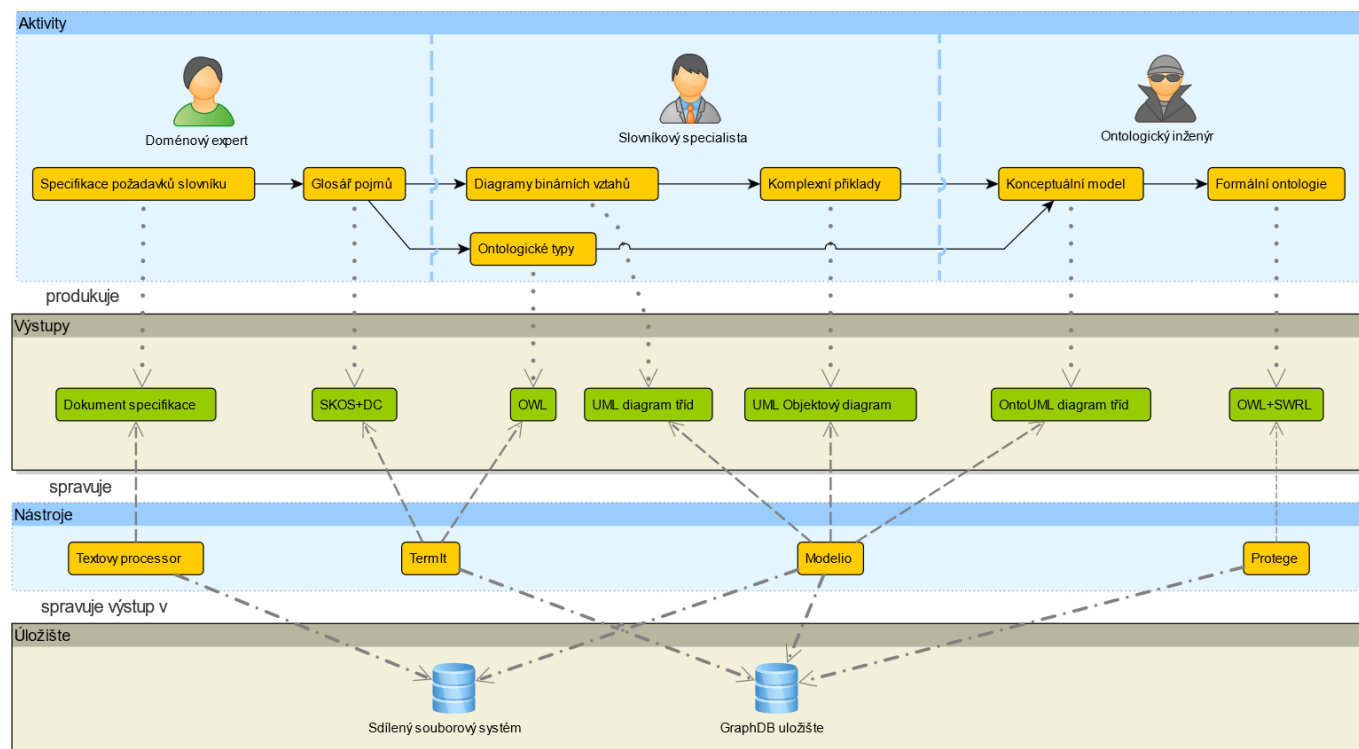 Aktivity
Doménový expert
Slovníkový specialista
Ontologický inženýr
Specifikace požadavků slovníku
Glosář pojmů
Diagramy binárních vztahů
Komplexní příklady
Konceptuální model
Formální ontologie
Ontologické typy
produkuje
Výstupy
Dokument specifikace
SKOS+DC
OWL
UML diagram tříd
UML Objektový diagram
OntoUML diagram tříd
OWL+SWRL
spravuje
Nástroje
Textovy processor
TermIt
Modelio
Protege
spravuje výstup v
Úložište
Sdílený souborový systém
GraphDB uložište